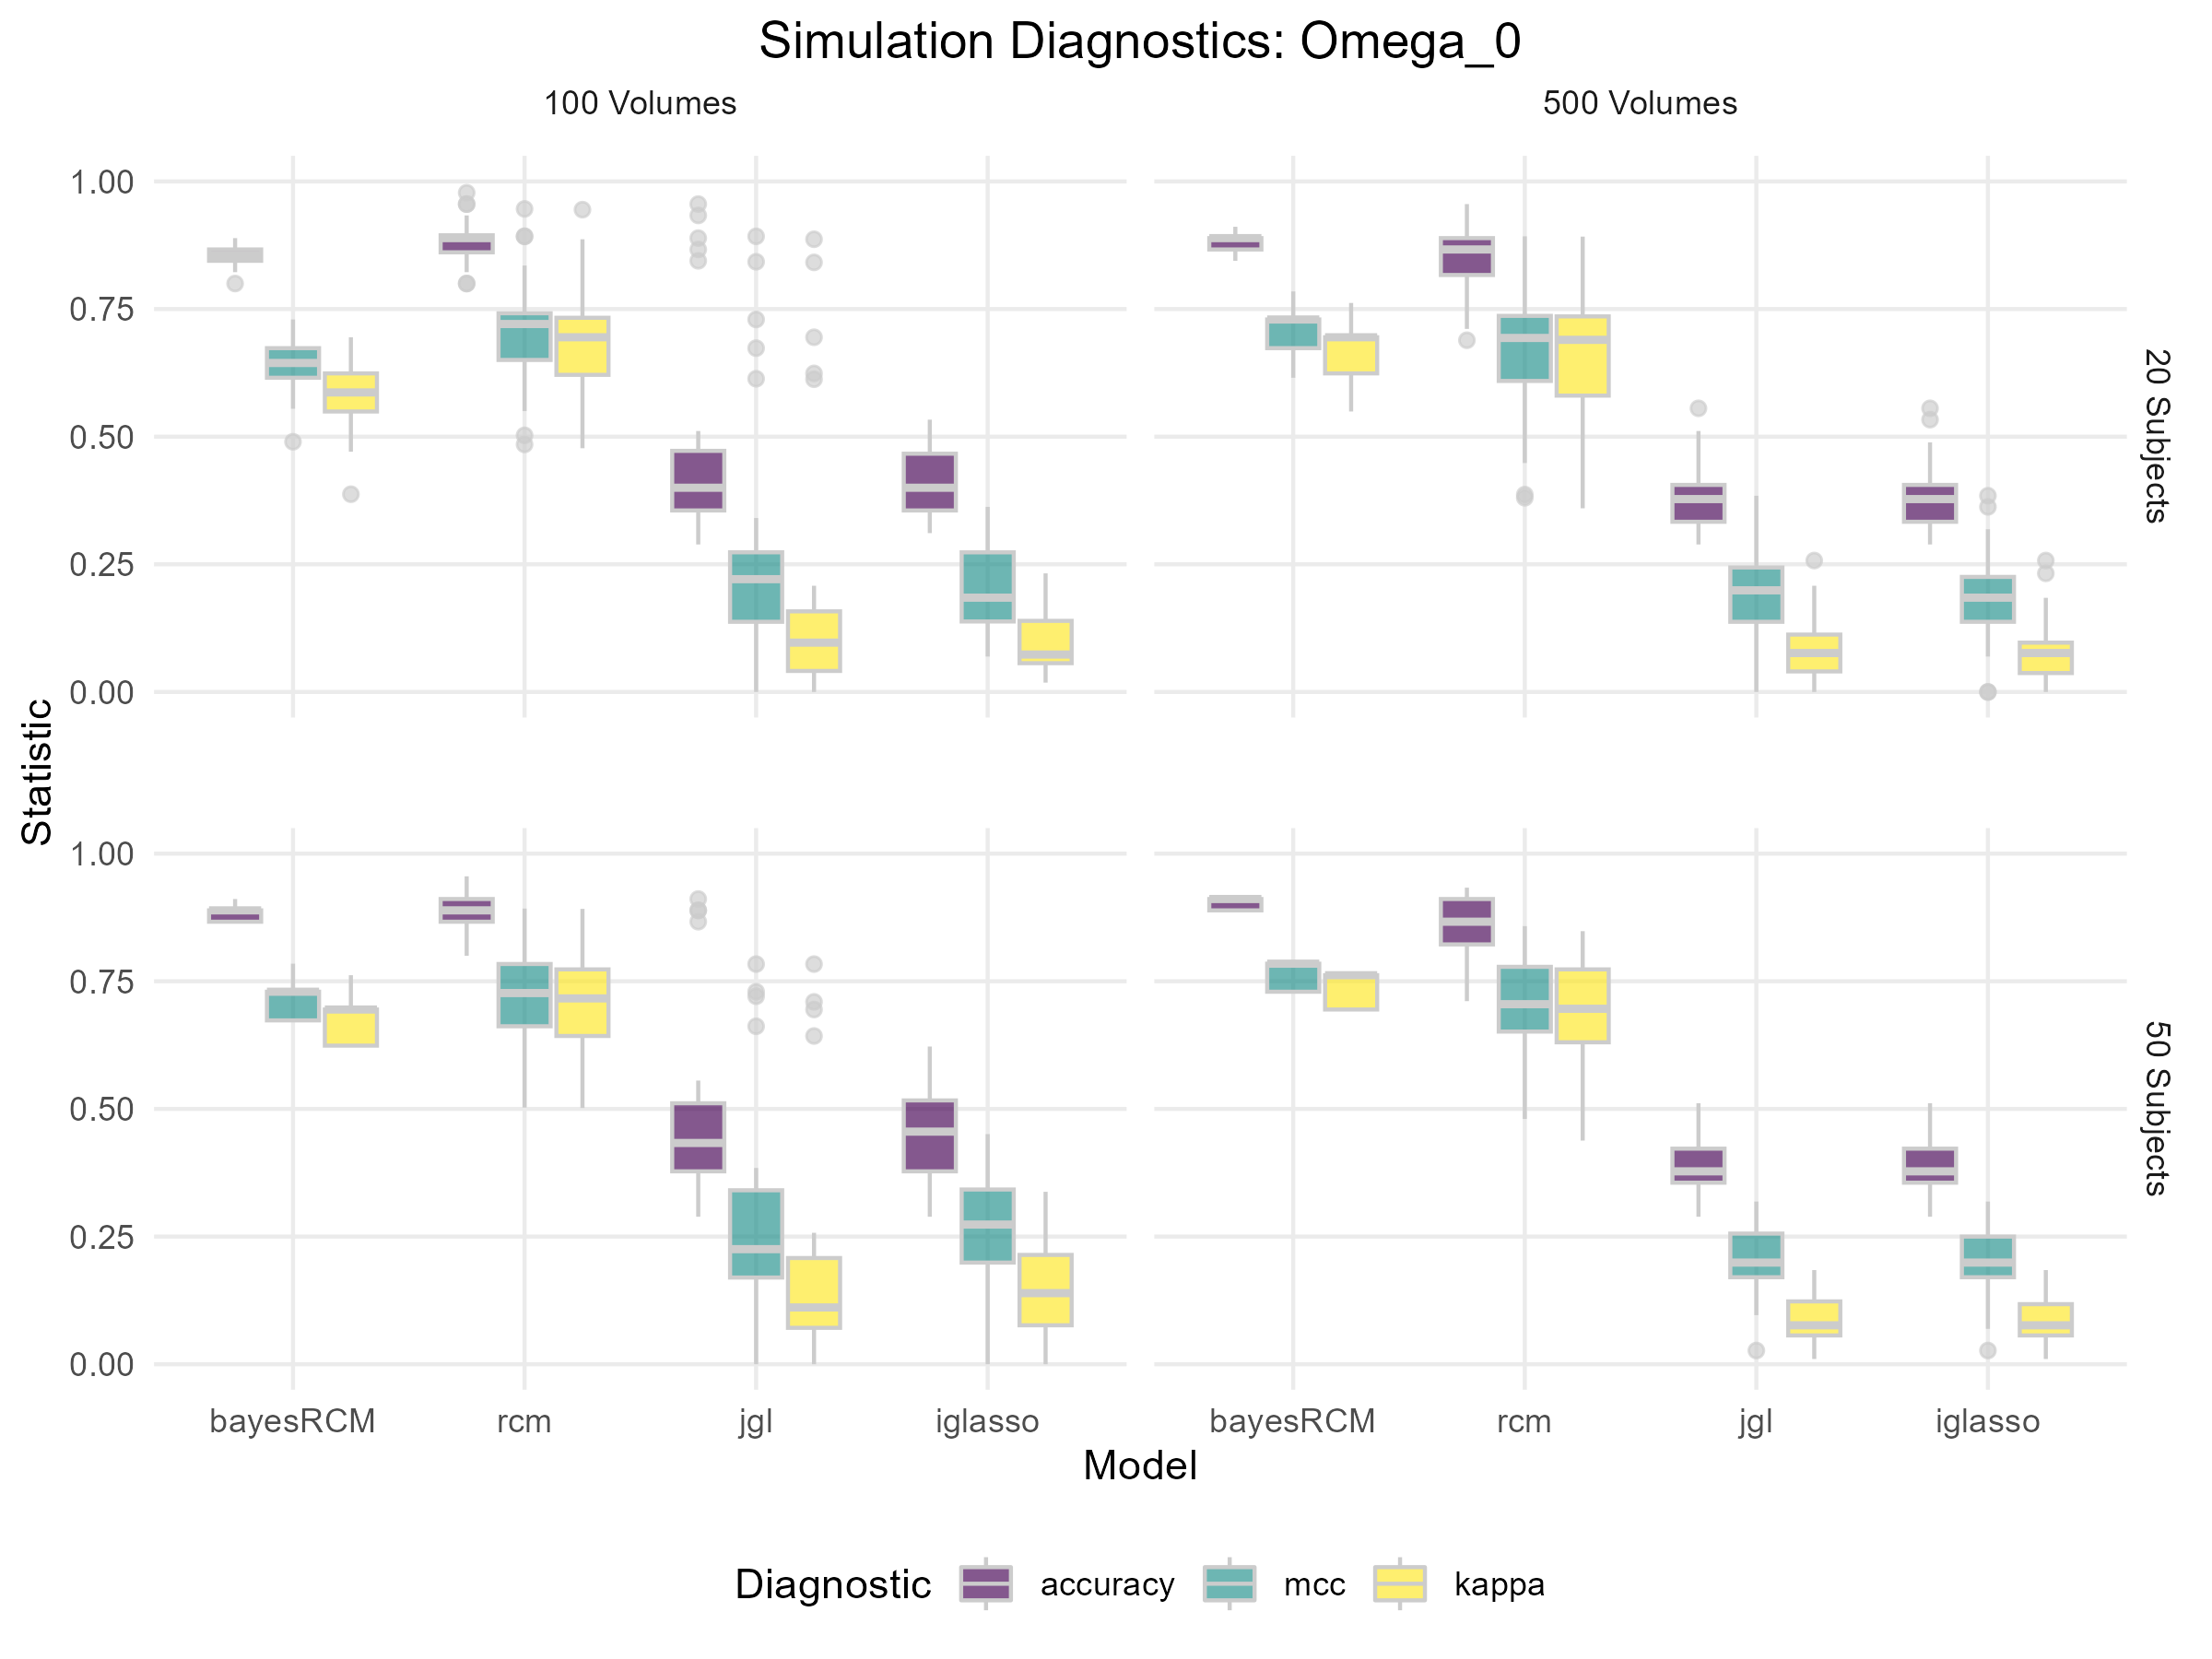 Simulation Diagnostics: Omega_0
100 Volumes
500 Volumes
1.00
0.75
0.50
0.25
0.00
20 Subjects
Statistic
1.00
0.75
0.50
0.25
0.00
50 Subjects
bayesRCM rcm jgl iglasso
bayesRCM rcm jgl iglasso
Model
Diagnostic accuracy mcc kappa